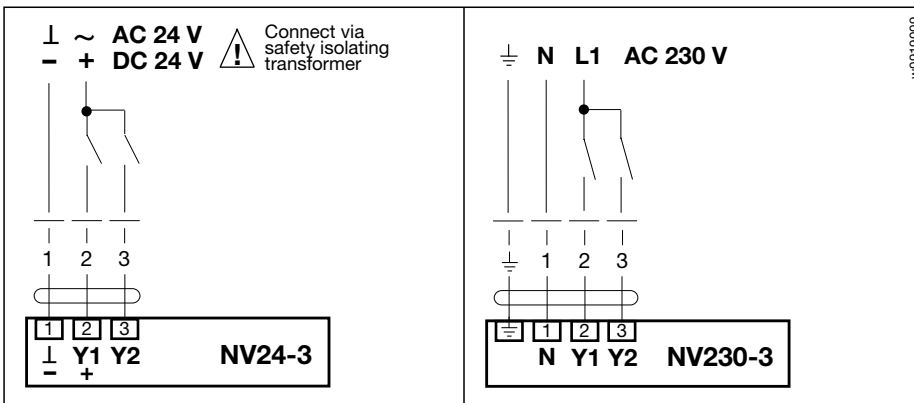 ⊥ ~ AC 24 V
− + DC 24 V
! Connect via
safety isolating
transformer
1 2 3
1 2 3
⊥ Y1 Y2 NV24-3
− +
⏚ N L1 AC 230 V
⏚ 1 2 3
⏚ 1 2 3
N Y1 Y2 NV230-3